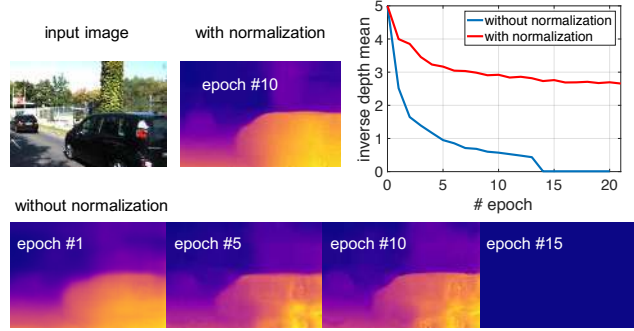 input image
with normalization
epoch #10
inverse depth mean
5
4
3
2
1
0
without normalization
with normalization
0 5 10 15 20
# epoch
without normalization
epoch #1
epoch #5
epoch #10
epoch #15